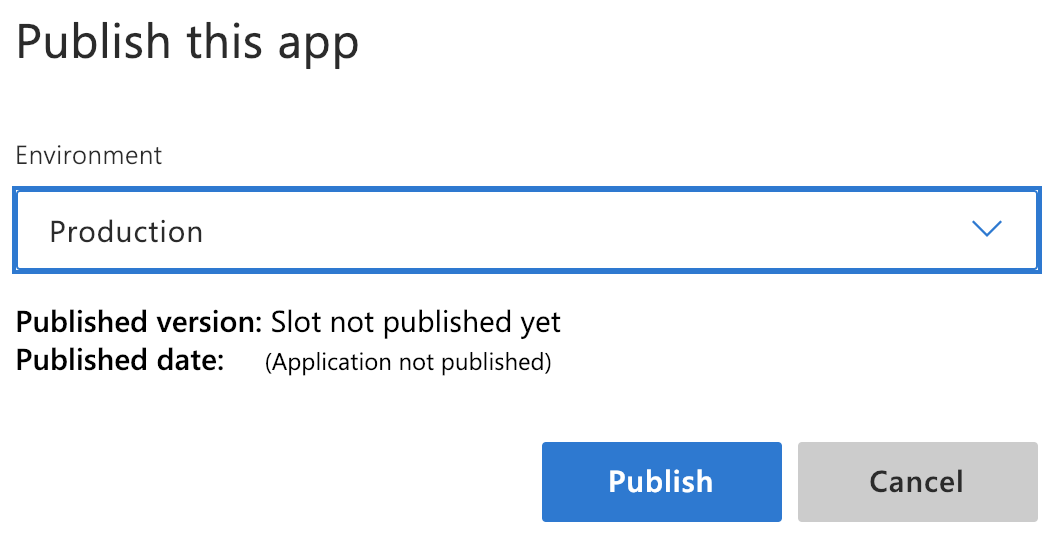 Publish this app
Environment
Production
Published version: Slot not published yet
Published date: (Application not published)
Publish Cancel